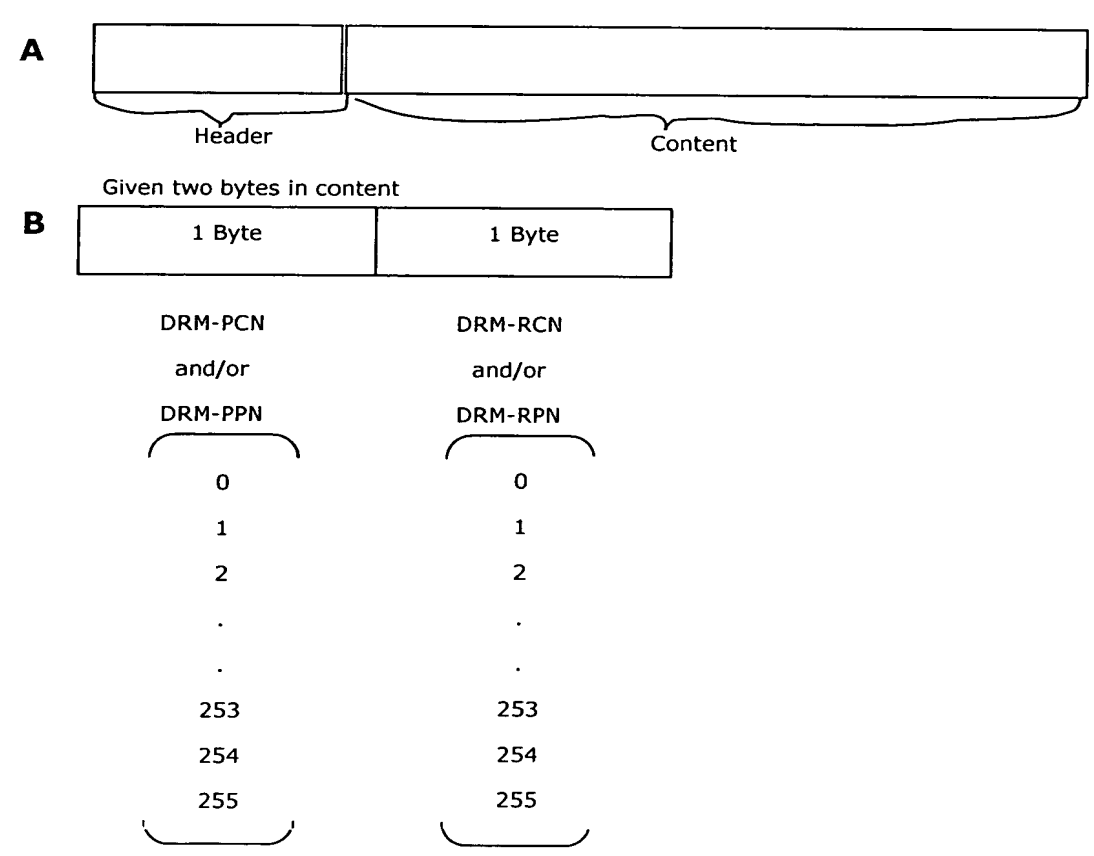 A
Header
Content
Given two bytes in content
B
1 Byte 1 Byte
DRM-PCN DRM-RCN
and/or and/or
DRM-PPN DRM-RPN
0 0
1 1
2 2
. .
. .
253 253
254 254
255 255